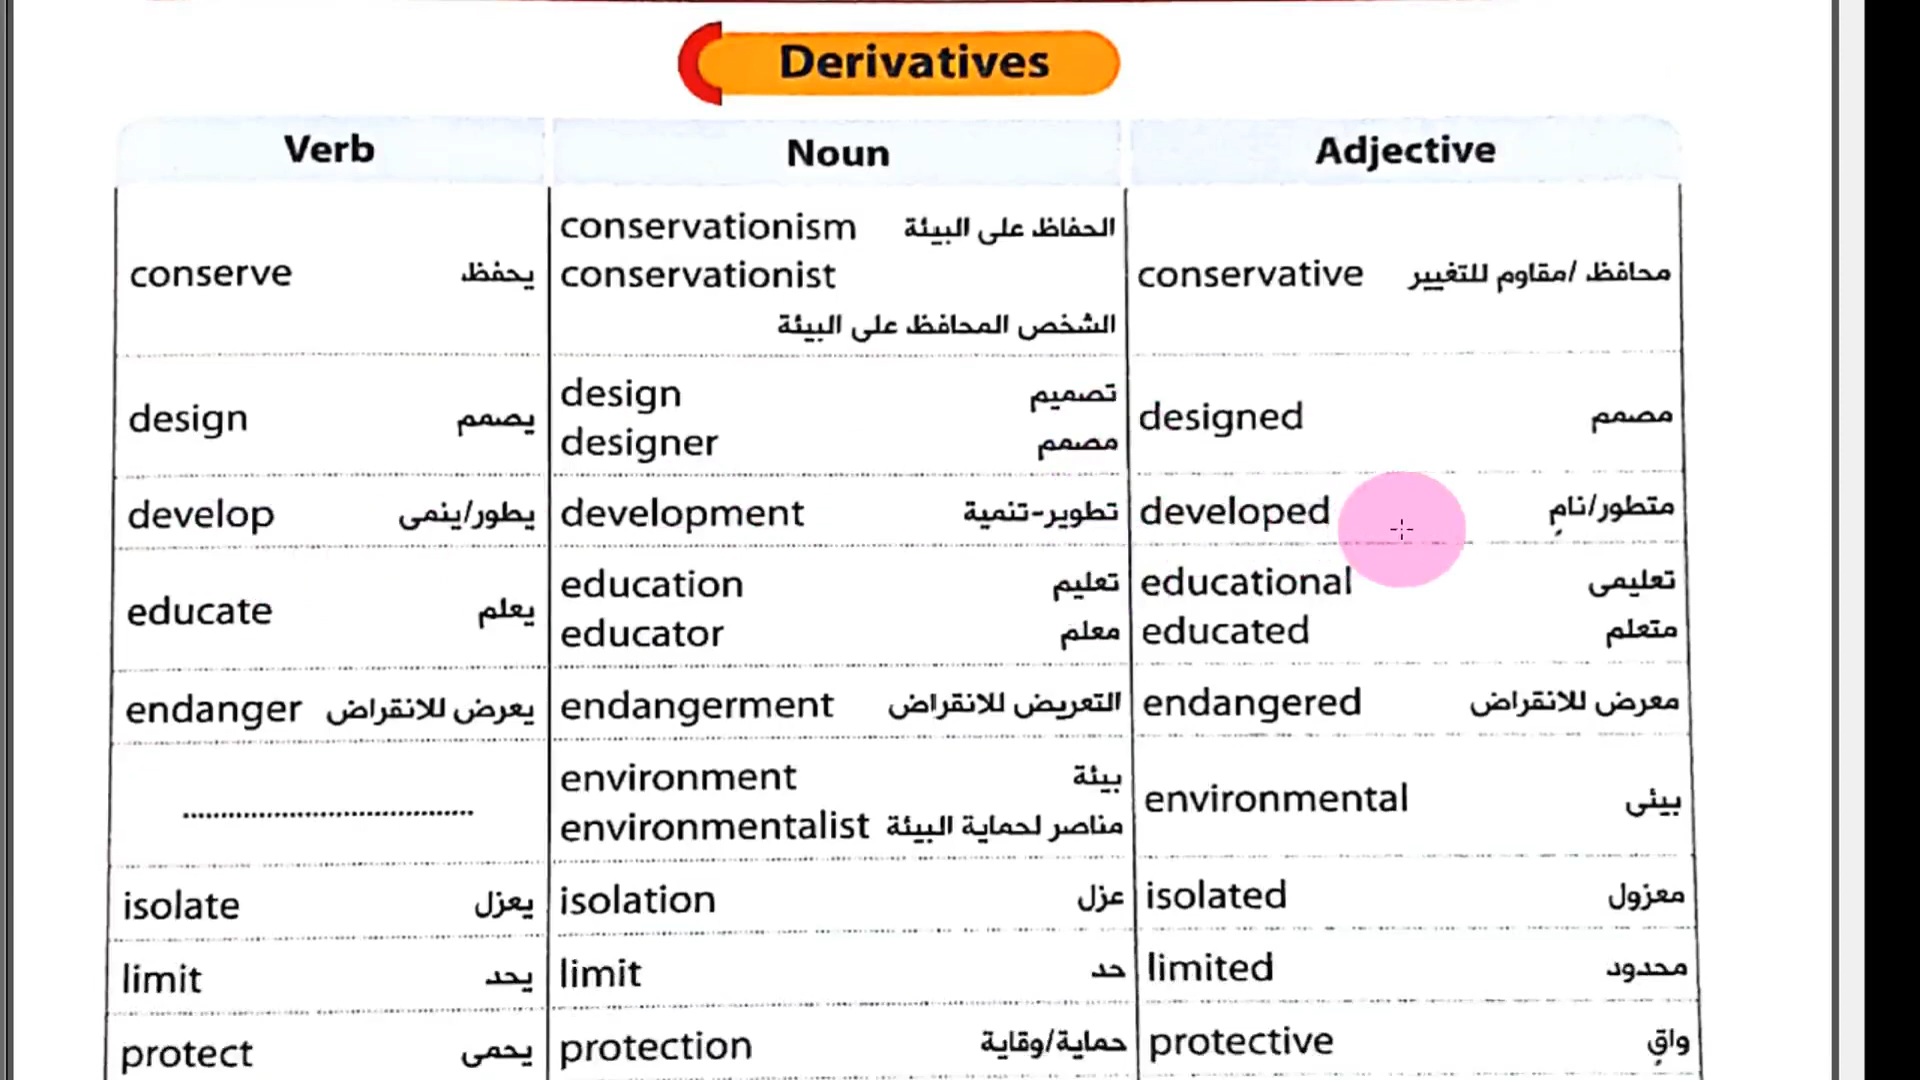 Derivatives
Verb Noun Adjective
conserve يحفظ
conservationism الحفاظ على البيئة
conservationist
الشخص المحافظ على البيئة
conservative محافظ /مقاوم للتغيير
design يصمم
design تصميم
designer مصمم
designed مصمم
develop يطور/ينمى
development تطوير-تنمية
developed متطور/نامٍ
educate يعلم
education تعليم
educator معلم
educational تعليمى
educated متعلم
endanger يعرض للانقراض
endangerment التعريض للانقراض
endangered معرض للانقراض
......................................
environment بيئة
environmentalist مناصر لحماية البيئة
environmental بيئى
isolate يعزل
isolation عزل
isolated معزول
limit يحد
limit حد
limited محدود
protect يحمى
protection حماية/وقاية
protective واقٍ